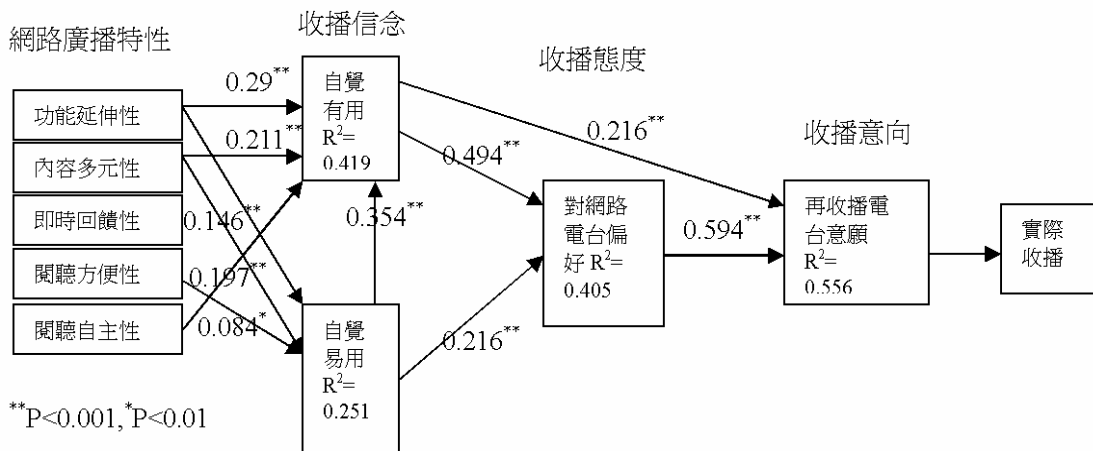 網路廣播特性
收播信念
收播態度
收播意向
功能延伸性
內容多元性
即時回饋性
閱聽方便性
閱聽自主性
0.29**
0.211**
0.146**
0.197**
0.084*
自覺
有用
R²=
0.419
0.354**
自覺
易用
R²=
0.251
0.216**
0.494**
0.216**
對網路
電台偏
好 R²=
0.405
0.594**
再收播電
台意願
R²=
0.556
實際
收播
**P<0.001,*P<0.01